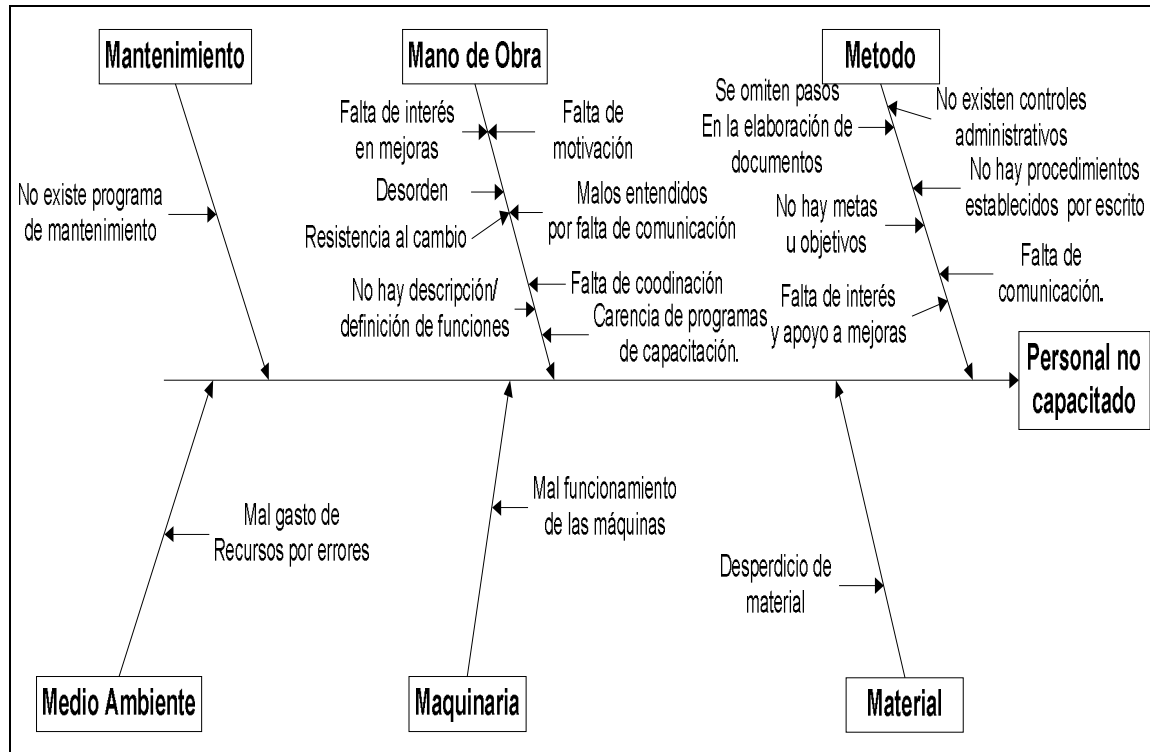 Mantenimiento
Mano de Obra
Metodo
Falta de interés
en mejoras
Falta de
motivación
Desorden
Malos entendidos
por falta de comunicación
Resistencia al cambio
Falta de coodinación
No hay descripción/
definición de funciones
Carencia de programas
de capacitación.
Se omiten pasos
En la elaboración de
documentos
No existen controles
administrativos
No hay procedimientos
establecidos por escrito
No hay metas
u objetivos
Falta de
comunicación.
Falta de interés
y apoyo a mejoras
No existe programa
de mantenimiento
Personal no
capacitado
Mal gasto de
Recursos por errores
Mal funcionamiento
de las máquinas
Desperdicio de
material
Medio Ambiente
Maquinaria
Material